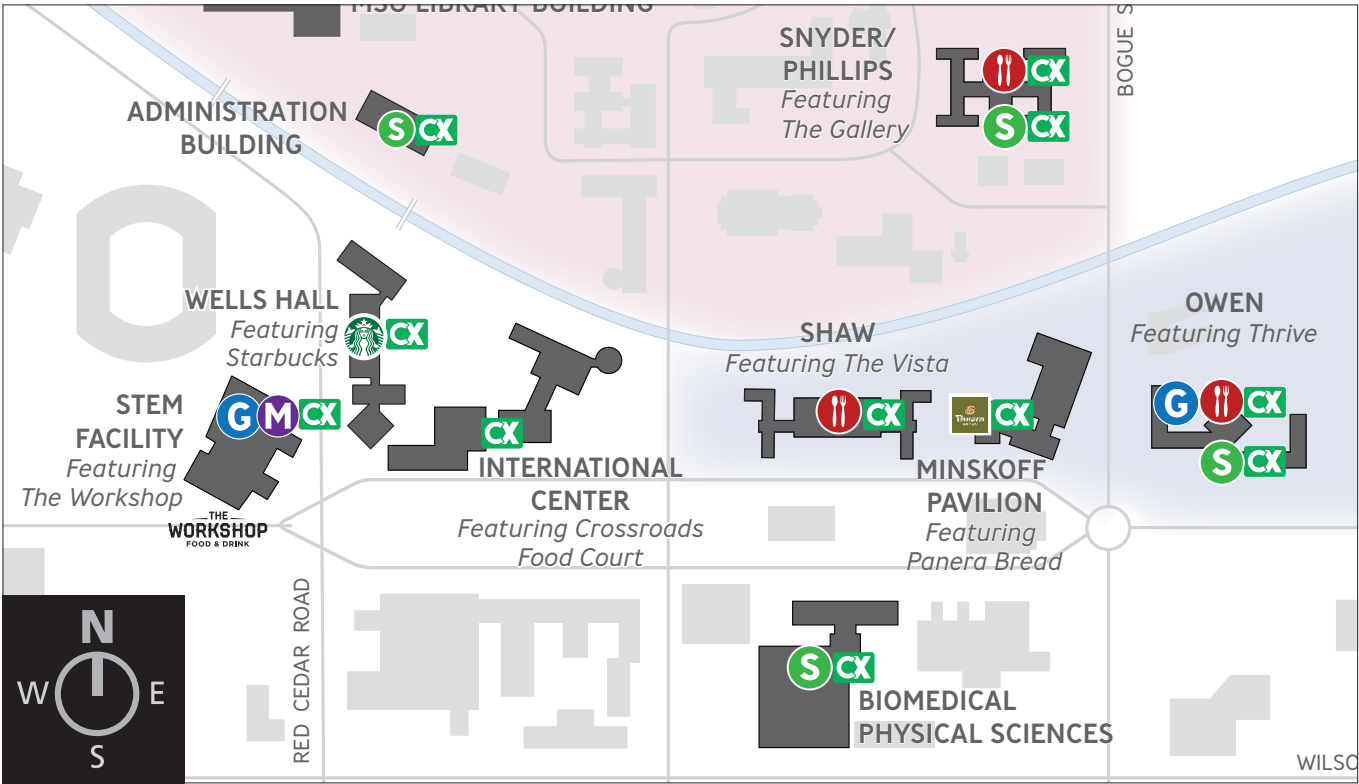 MSU LIBRARY BUILDING
SNYDER/
PHILLIPS
Featuring
The Gallery
CX
S CX
BOGUE S
ADMINISTRATION
BUILDING
S CX
WELLS HALL
Featuring
Starbucks
CX
SHAW
Featuring The Vista
CX
OWEN
Featuring Thrive
G CX
S CX
STEM
FACILITY
Featuring
The Workshop
G M CX
THE
WORKSHOP
FOOD & DRINK
CX
INTERNATIONAL
CENTER
Featuring Crossroads
Food Court
Panera
CX
MINSKOFF
PAVILION
Featuring
Panera Bread
RED CEDAR ROAD
S CX
BIOMEDICAL
PHYSICAL SCIENCES
N
W E
S
WILSO